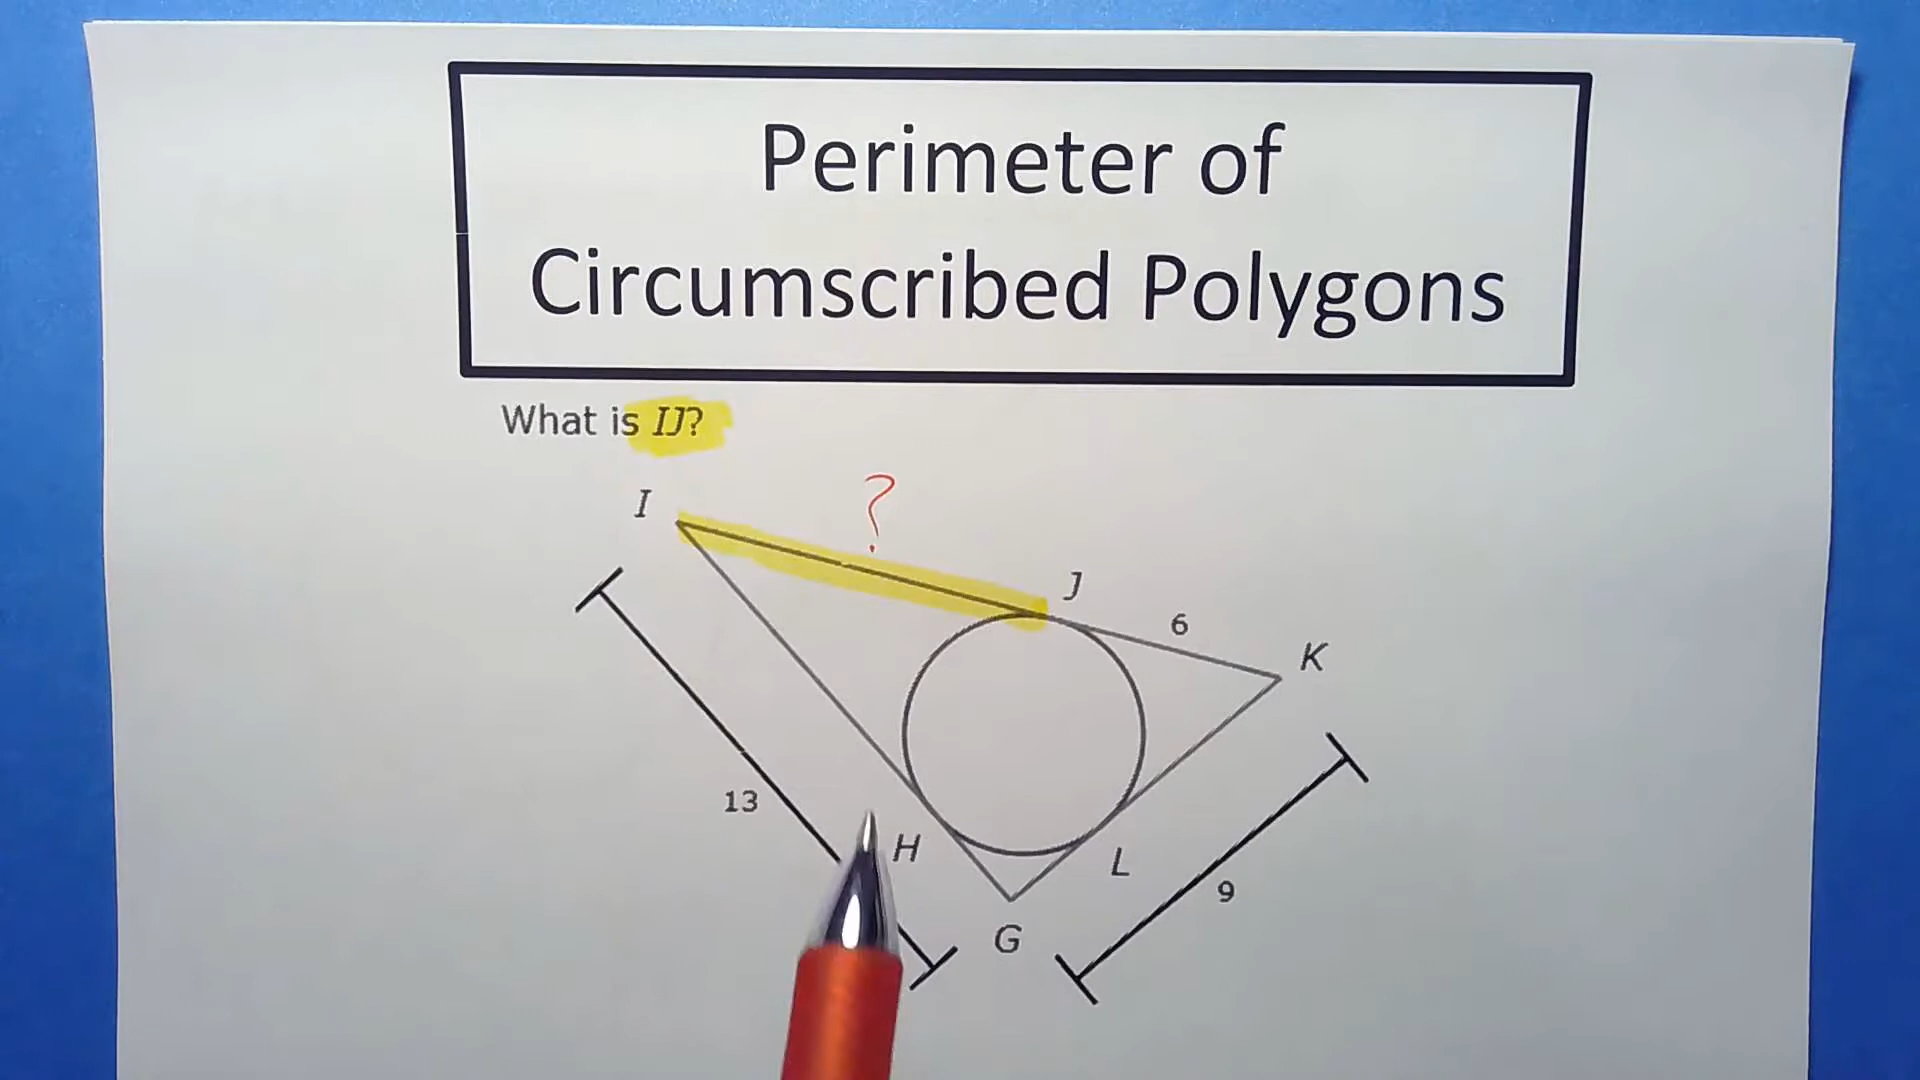 Perimeter of
Circumscribed Polygons
What is IJ?
I
?
J
6
K
13
H
L
9
G